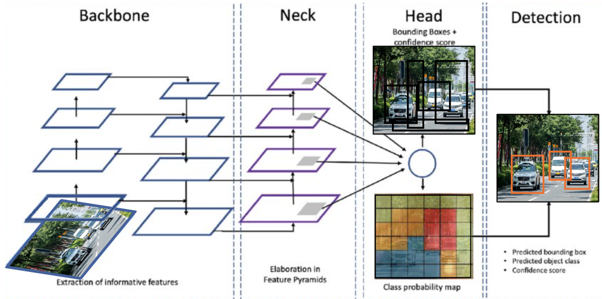 Backbone
Neck
Head
Detection
Bounding Boxes +
confidence score
Extraction of informative features
Elaboration in
Feature Pyramids
Class probability map
• Predicted bounding box
• Predicted object class
• Confidence score